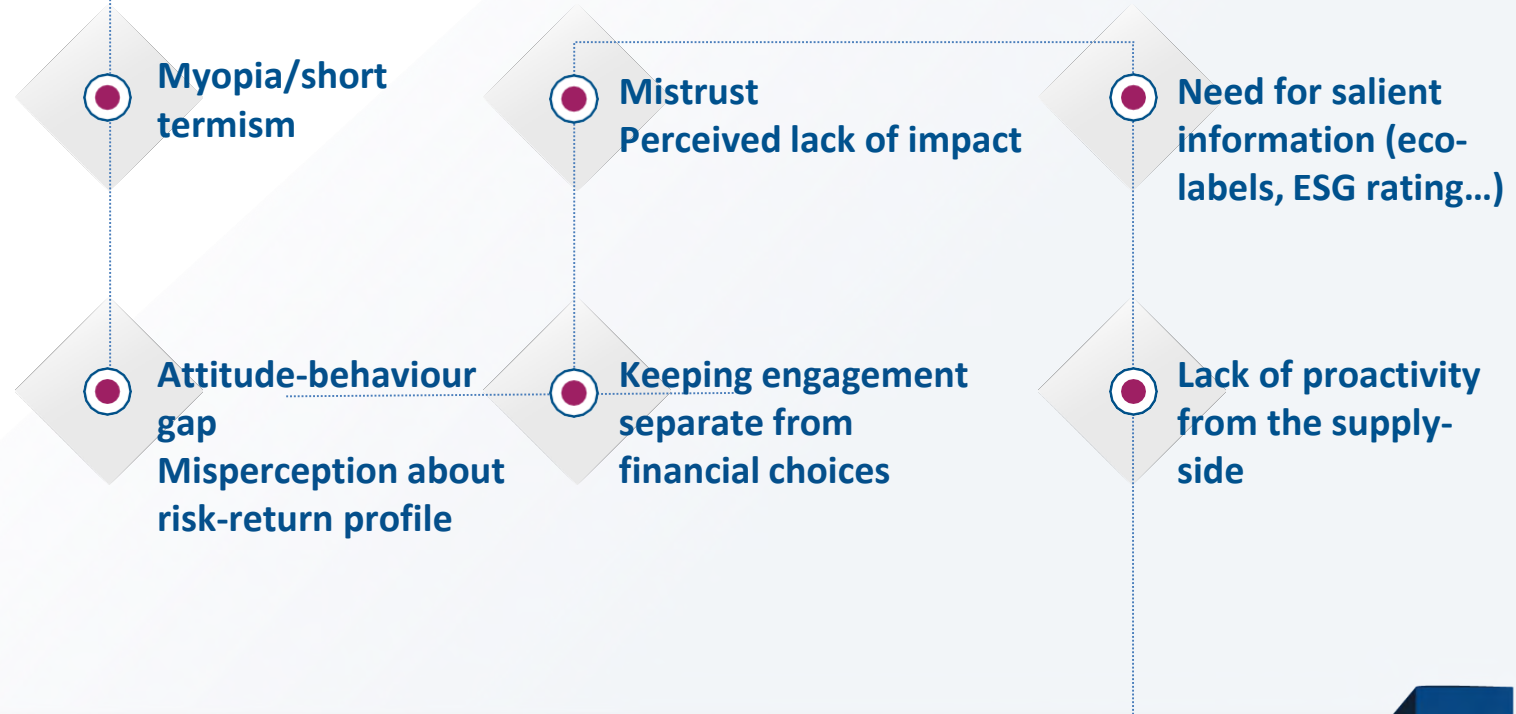 Myopia/short
termism
Attitude-behaviour
gap
Misperception about
risk-return profile
Mistrust
Perceived lack of impact
Keeping engagement
separate from
financial choices
Need for salient
information (eco-
labels, ESG rating…)
Lack of proactivity
from the supply-
side